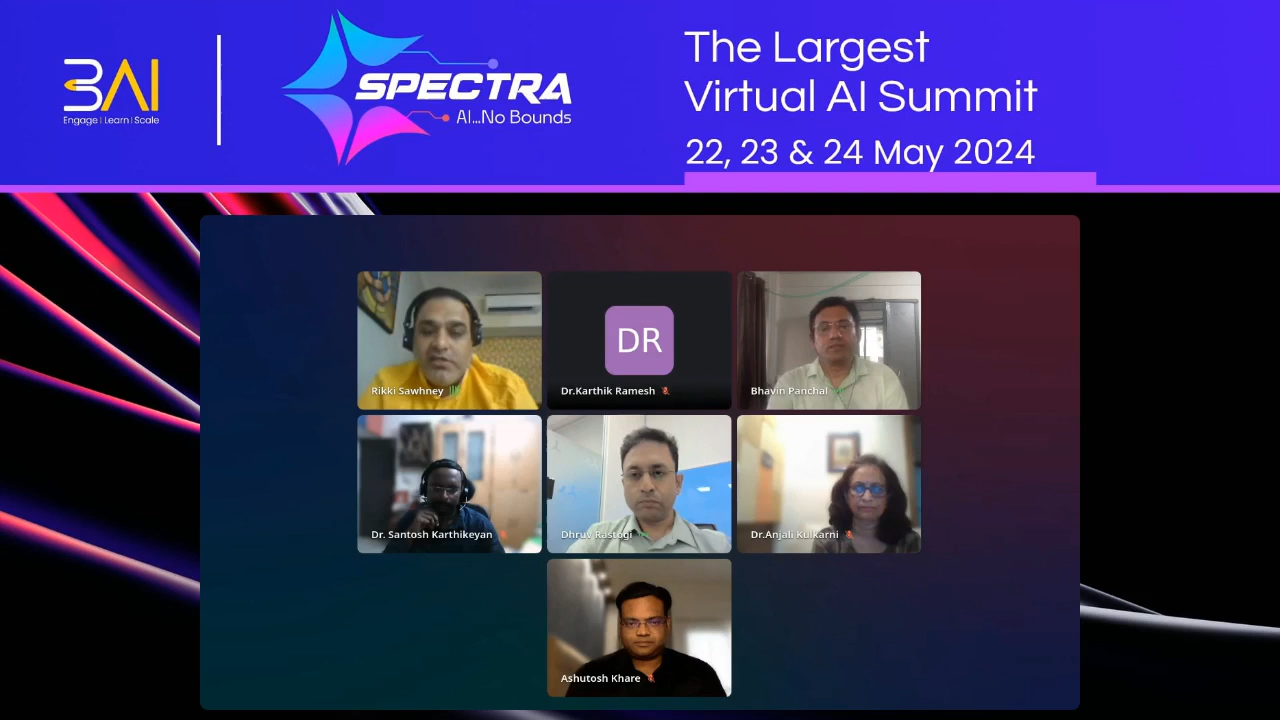 3AI
Engage | Learn | Scale
SPECTRA
AI...No Bounds
The Largest
Virtual AI Summit
22, 23 & 24 May 2024
Rikki Sawhney
DR
Dr.Karthik Ramesh
Bhavin Panchal
Dr. Santosh Karthikeyan
Dhruv Rastogi
Dr.Anjali Kulkarni
Ashutosh Khare